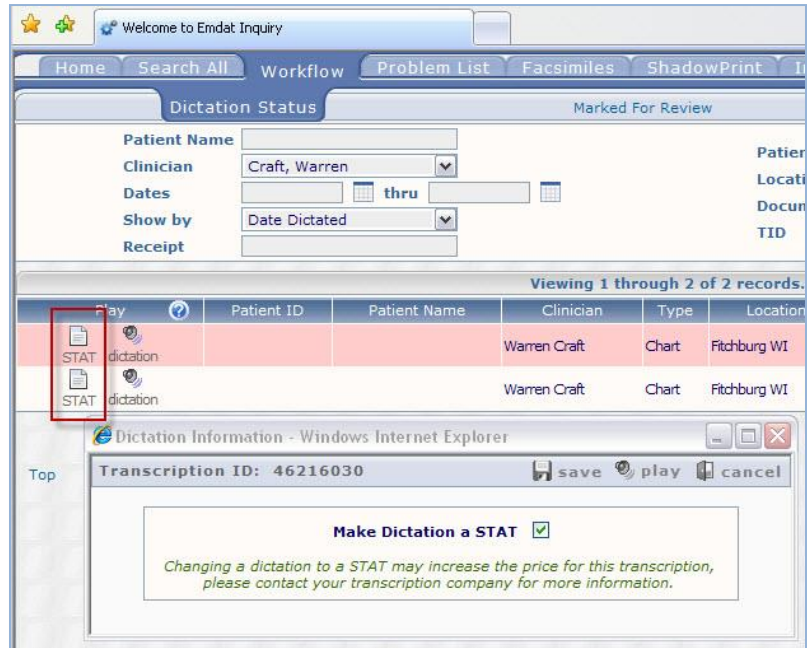 Welcome to Emdat Inquiry
Home Search All Workflow Problem List Facsimiles ShadowPrint
Dictation Status Marked For Review
Patient Name
Clinician Craft, Warren
Dates thru
Show by Date Dictated
Receipt
Patier
Locati
Docum
TID
Viewing 1 through 2 of 2 records.
Play Patient ID Patient Name Clinician Type Location
STAT dictation Warren Craft Chart Fitchburg WI
STAT dictation Warren Craft Chart Fitchburg WI
Top
Dictation Information - Windows Internet Explorer
Transcription ID: 46216030 save play cancel
Make Dictation a STAT
Changing a dictation to a STAT may increase the price for this transcription,
please contact your transcription company for more information.